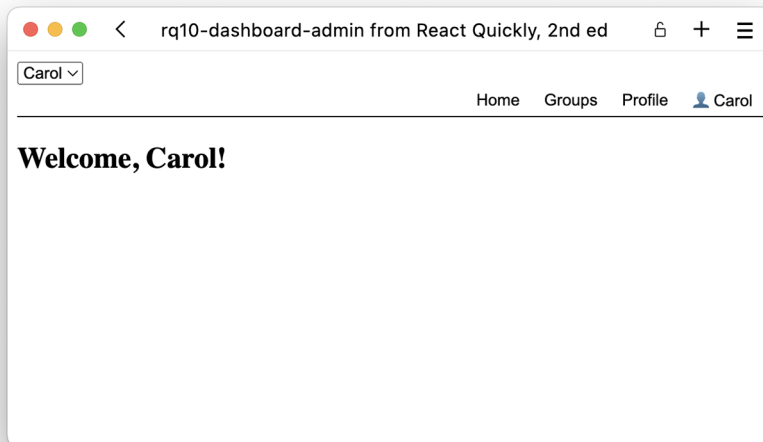 rq10-dashboard-admin from React Quickly, 2nd ed
Carol
Home Groups Profile Carol
Welcome, Carol!